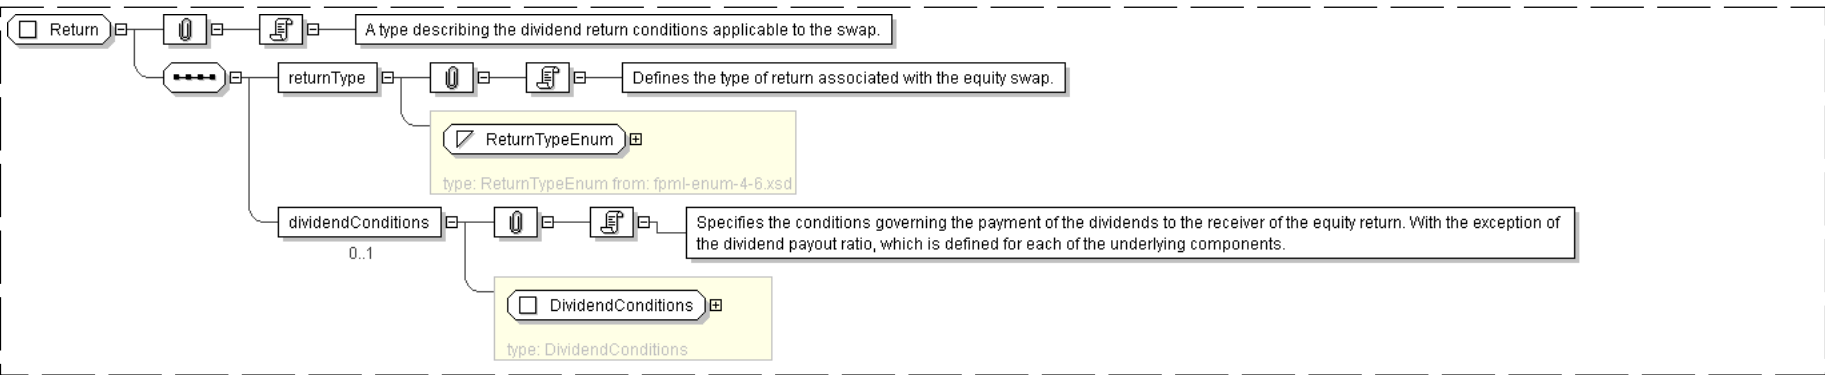 Return
A type describing the dividend return conditions applicable to the swap.
returnType
Defines the type of return associated with the equity swap.
ReturnTypeEnum
type: ReturnTypeEnum from: fpml-enum-4-6.xsd
dividendConditions
0..1
Specifies the conditions governing the payment of the dividends to the receiver of the equity return. With the exception of
the dividend payout ratio, which is defined for each of the underlying components.
DividendConditions
type: DividendConditions